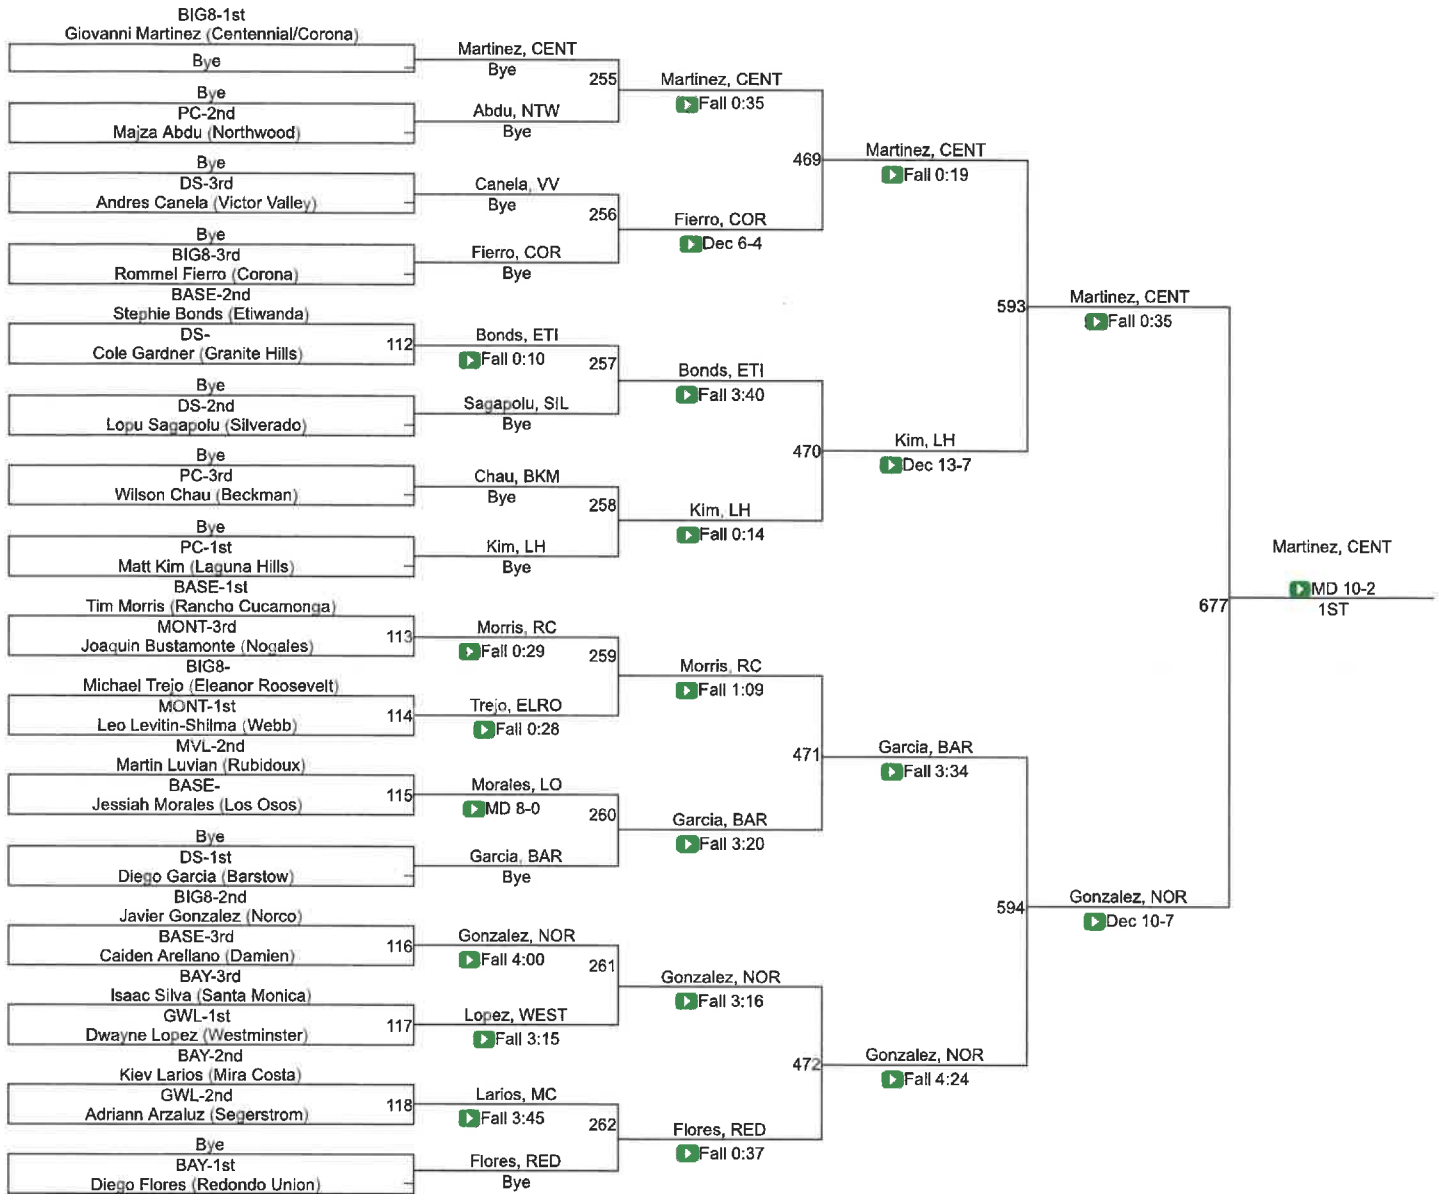 BIG8-1st
Giovanni Martinez (Centennial/Corona)
Bye
Bye
PC-2nd
Majza Abdu (Northwood)
Bye
DS-3rd
Andres Canela (Victor Valley)
Bye
BIG8-3rd
Rommel Fierro (Corona)
BASE-2nd
Stephie Bonds (Etiwanda)
DS-
Cole Gardner (Granite Hills)
112
Bye
DS-2nd
Lopu Sagapolu (Silverado)
Bye
PC-3rd
Wilson Chau (Beckman)
Bye
PC-1st
Matt Kim (Laguna Hills)
BASE-1st
Tim Morris (Rancho Cucamonga)
MONT-3rd
Joaquin Bustamonte (Nogales)
113
BIG8-
Michael Trejo (Eleanor Roosevelt)
MONT-1st
Leo Levitin-Shilma (Webb)
114
MVL-2nd
Martin Luvian (Rubidoux)
BASE-
Jessiah Morales (Los Osos)
115
Bye
DS-1st
Diego Garcia (Barstow)
BIG8-2nd
Javier Gonzalez (Norco)
BASE-3rd
Caiden Arellano (Damien)
116
BAY-3rd
Isaac Silva (Santa Monica)
GWL-1st
Dwayne Lopez (Westminster)
117
BAY-2nd
Kiev Larios (Mira Costa)
GWL-2nd
Adriann Arzaluz (Segerstrom)
118
Bye
BAY-1st
Diego Flores (Redondo Union)
Martinez, CENT
Bye
255
Abdu, NTW
Bye
Canela, VV
Bye
256
Fierro, COR
Bye
Bonds, ETI
Fall 0:10
257
Sagapolu, SIL
Bye
Chau, BKM
Bye
258
Kim, LH
Bye
Morris, RC
Fall 0:29
259
Trejo, ELRO
Fall 0:28
Morales, LO
MD 8-0
260
Garcia, BAR
Bye
Gonzalez, NOR
Fall 4:00
261
Lopez, WEST
Fall 3:15
Larios, MC
Fall 3:45
262
Flores, RED
Bye
Martinez, CENT
Fall 0:35
469
Fierro, COR
Dec 6-4
Bonds, ETI
Fall 3:40
470
Kim, LH
Fall 0:14
Morris, RC
Fall 1:09
471
Garcia, BAR
Fall 3:20
Gonzalez, NOR
Fall 3:16
472
Flores, RED
Fall 0:37
Martinez, CENT
Fall 0:19
593
Kim, LH
Dec 13-7
Garcia, BAR
Fall 3:34
594
Gonzalez, NOR
Fall 4:24
Martinez, CENT
Fall 0:35
677
Gonzalez, NOR
Dec 10-7
Martinez, CENT
MD 10-2
1ST